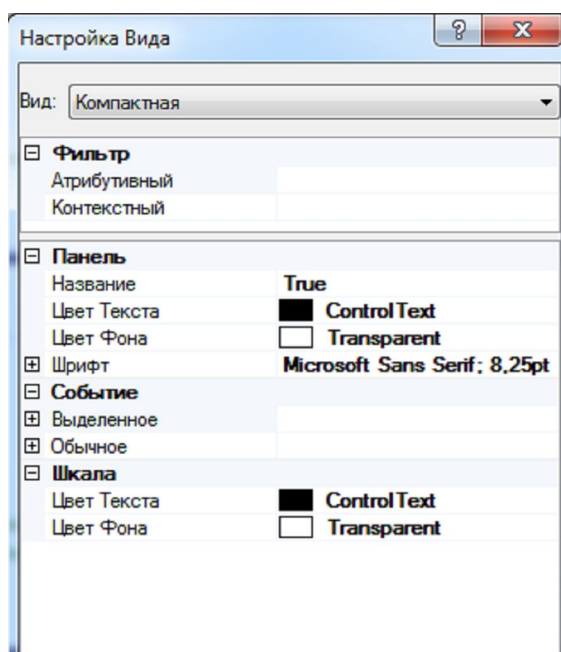 Настройка Вида
?
Вид: Компактная
Фильтр
Атрибутивный
Контекстный
Панель
Название True
Цвет Текста ControlText
Цвет Фона Transparent
Шрифт Microsoft Sans Serif; 8,25pt
Событие
Выделенное
Обычное
Шкала
Цвет Текста ControlText
Цвет Фона Transparent